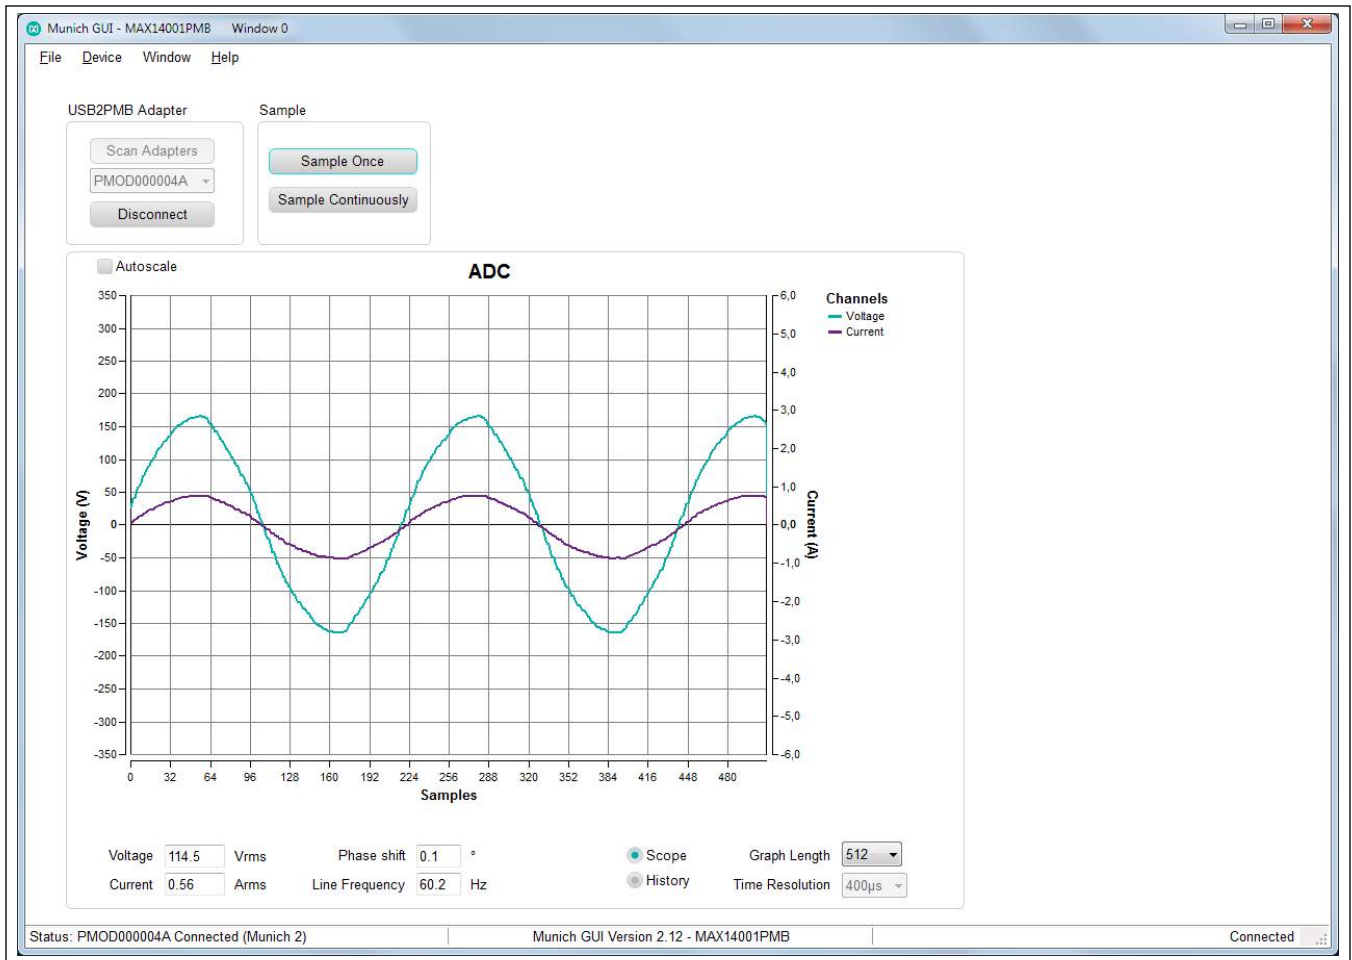 Munich GUI - MAX14001PMB Window 0
File Device Window Help
USB2PMB Adapter
Scan Adapters
PMOD000004A
Disconnect
Sample
Sample Once
Sample Continuously
Autoscale
ADC
350
300
250
200
150
100
50
0
-50
-100
-150
-200
-250
-300
-350
Voltage (V)
6,0
5,0
4,0
3,0
2,0
1,0
0,0
-1,0
-2,0
-3,0
-4,0
-5,0
-6,0
Current (A)
Channels
Voltage
Current
0 32 64 96 128 160 192 224 256 288 320 352 384 416 448 480
Samples
Voltage 114.5 Vrms Phase shift 0.1 ° Scope Graph Length 512
Current 0.56 Arms Line Frequency 60.2 Hz History Time Resolution 400µs
Status: PMOD000004A Connected (Munich 2) Munich GUI Version 2.12 - MAX14001PMB Connected